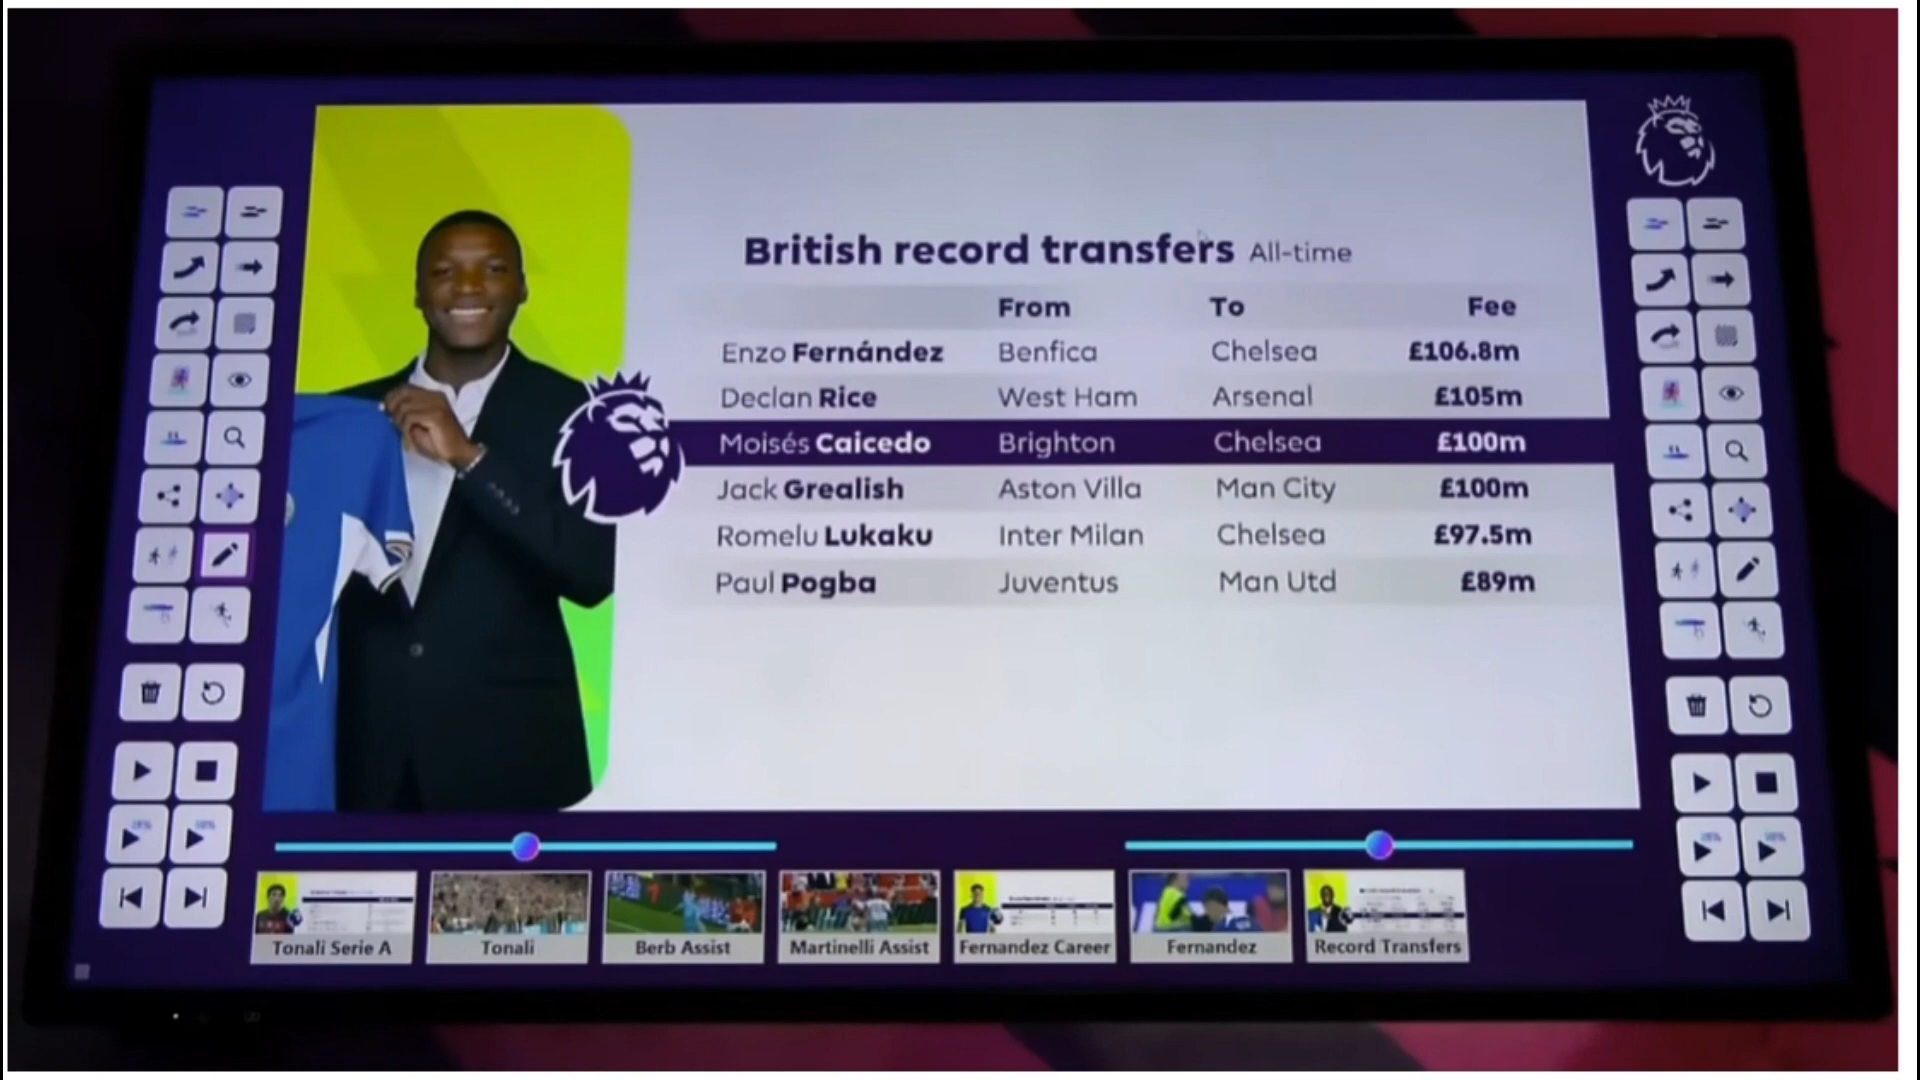 British record transfers All-time
From To Fee
Enzo Fernández Benfica Chelsea £106.8m
Declan Rice West Ham Arsenal £105m
Moisés Caicedo Brighton Chelsea £100m
Jack Grealish Aston Villa Man City £100m
Romelu Lukaku Inter Milan Chelsea £97.5m
Paul Pogba Juventus Man Utd £89m
Tonali Serie A
Tonali
Berb Assist
Martinelli Assist
Fernandez Career
Fernandez
Record Transfers